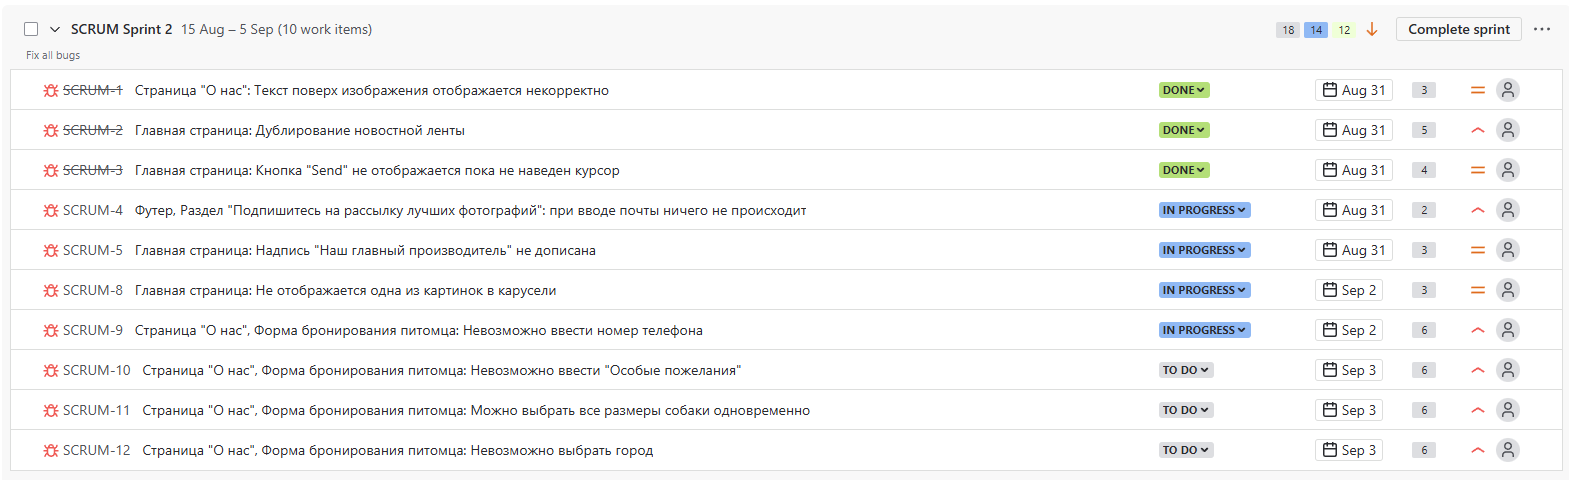 SCRUM Sprint 2 15 Aug – 5 Sep (10 work items) 18 14 12 Complete sprint
Fix all bugs
SCRUM-1 Страница "О нас": Текст поверх изображения отображается некорректно DONE Aug 31 3
SCRUM-2 Главная страница: Дублирование новостной ленты DONE Aug 31 5
SCRUM-3 Главная страница: Кнопка "Send" не отображается пока не наведен курсор DONE Aug 31 4
SCRUM-4 Футер, Раздел "Подпишитесь на рассылку лучших фотографий": при вводе почты ничего не происходит IN PROGRESS Aug 31 2
SCRUM-5 Главная страница: Надпись "Наш главный производитель" не дописана IN PROGRESS Aug 31 3
SCRUM-8 Главная страница: Не отображается одна из картинок в карусели IN PROGRESS Sep 2 3
SCRUM-9 Страница "О нас", Форма бронирования питомца: Невозможно ввести номер телефона IN PROGRESS Sep 2 6
SCRUM-10 Страница "О нас", Форма бронирования питомца: Невозможно ввести "Особые пожелания" TO DO Sep 3 6
SCRUM-11 Страница "О нас", Форма бронирования питомца: Можно выбрать все размеры собаки одновременно TO DO Sep 3 6
SCRUM-12 Страница "О нас", Форма бронирования питомца: Невозможно выбрать город TO DO Sep 3 6